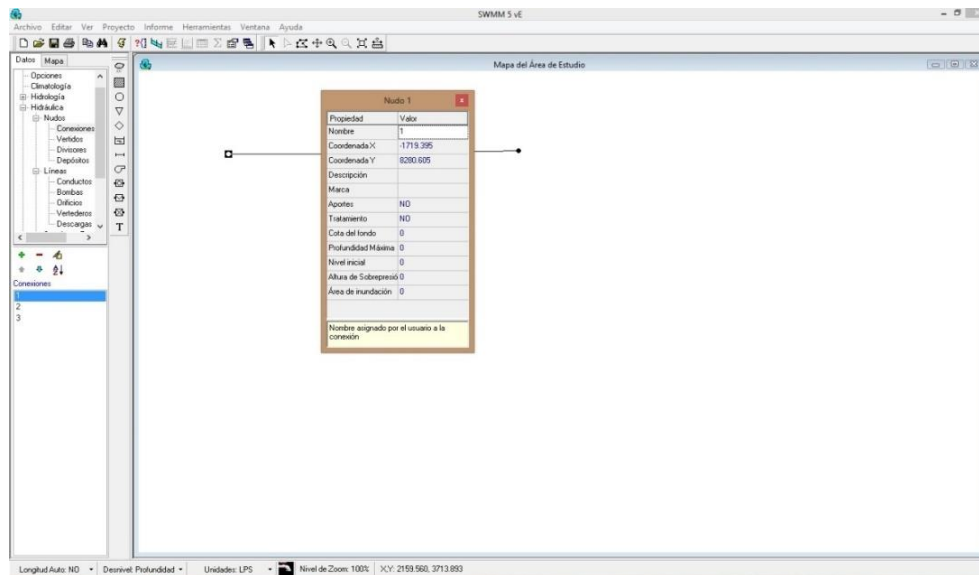 SWMM 5 vE
Archivo Editar Ver Proyecto Informe Herramientas Ventana Ayuda
Datos Mapa
Opciones
Climatología
Hidrología
Hidráulica
Nudos
Conexiones
Vertidos
Divisores
Depósitos
Líneas
Conductos
Bombas
Orificios
Vertederos
Descargas
Conexiones
1
2
3
T
Mapa del Área de Estudio
Nudo 1
Propiedad Valor
Nombre 1
Coordenada X -1719.395
Coordenada Y 8280.605
Descripción
Marca
Aportes NO
Tratamiento NO
Cota del fondo 0
Profundidad Máxima 0
Nivel inicial 0
Altura de Sobrepresió 0
Área de inundación 0
Nombre asignado por el usuario a la
conexión
Longitud Auto: NO Desnivel: Profundidad Unidades: LPS Nivel de Zoom: 100% X,Y: 2159.560, 3713.893